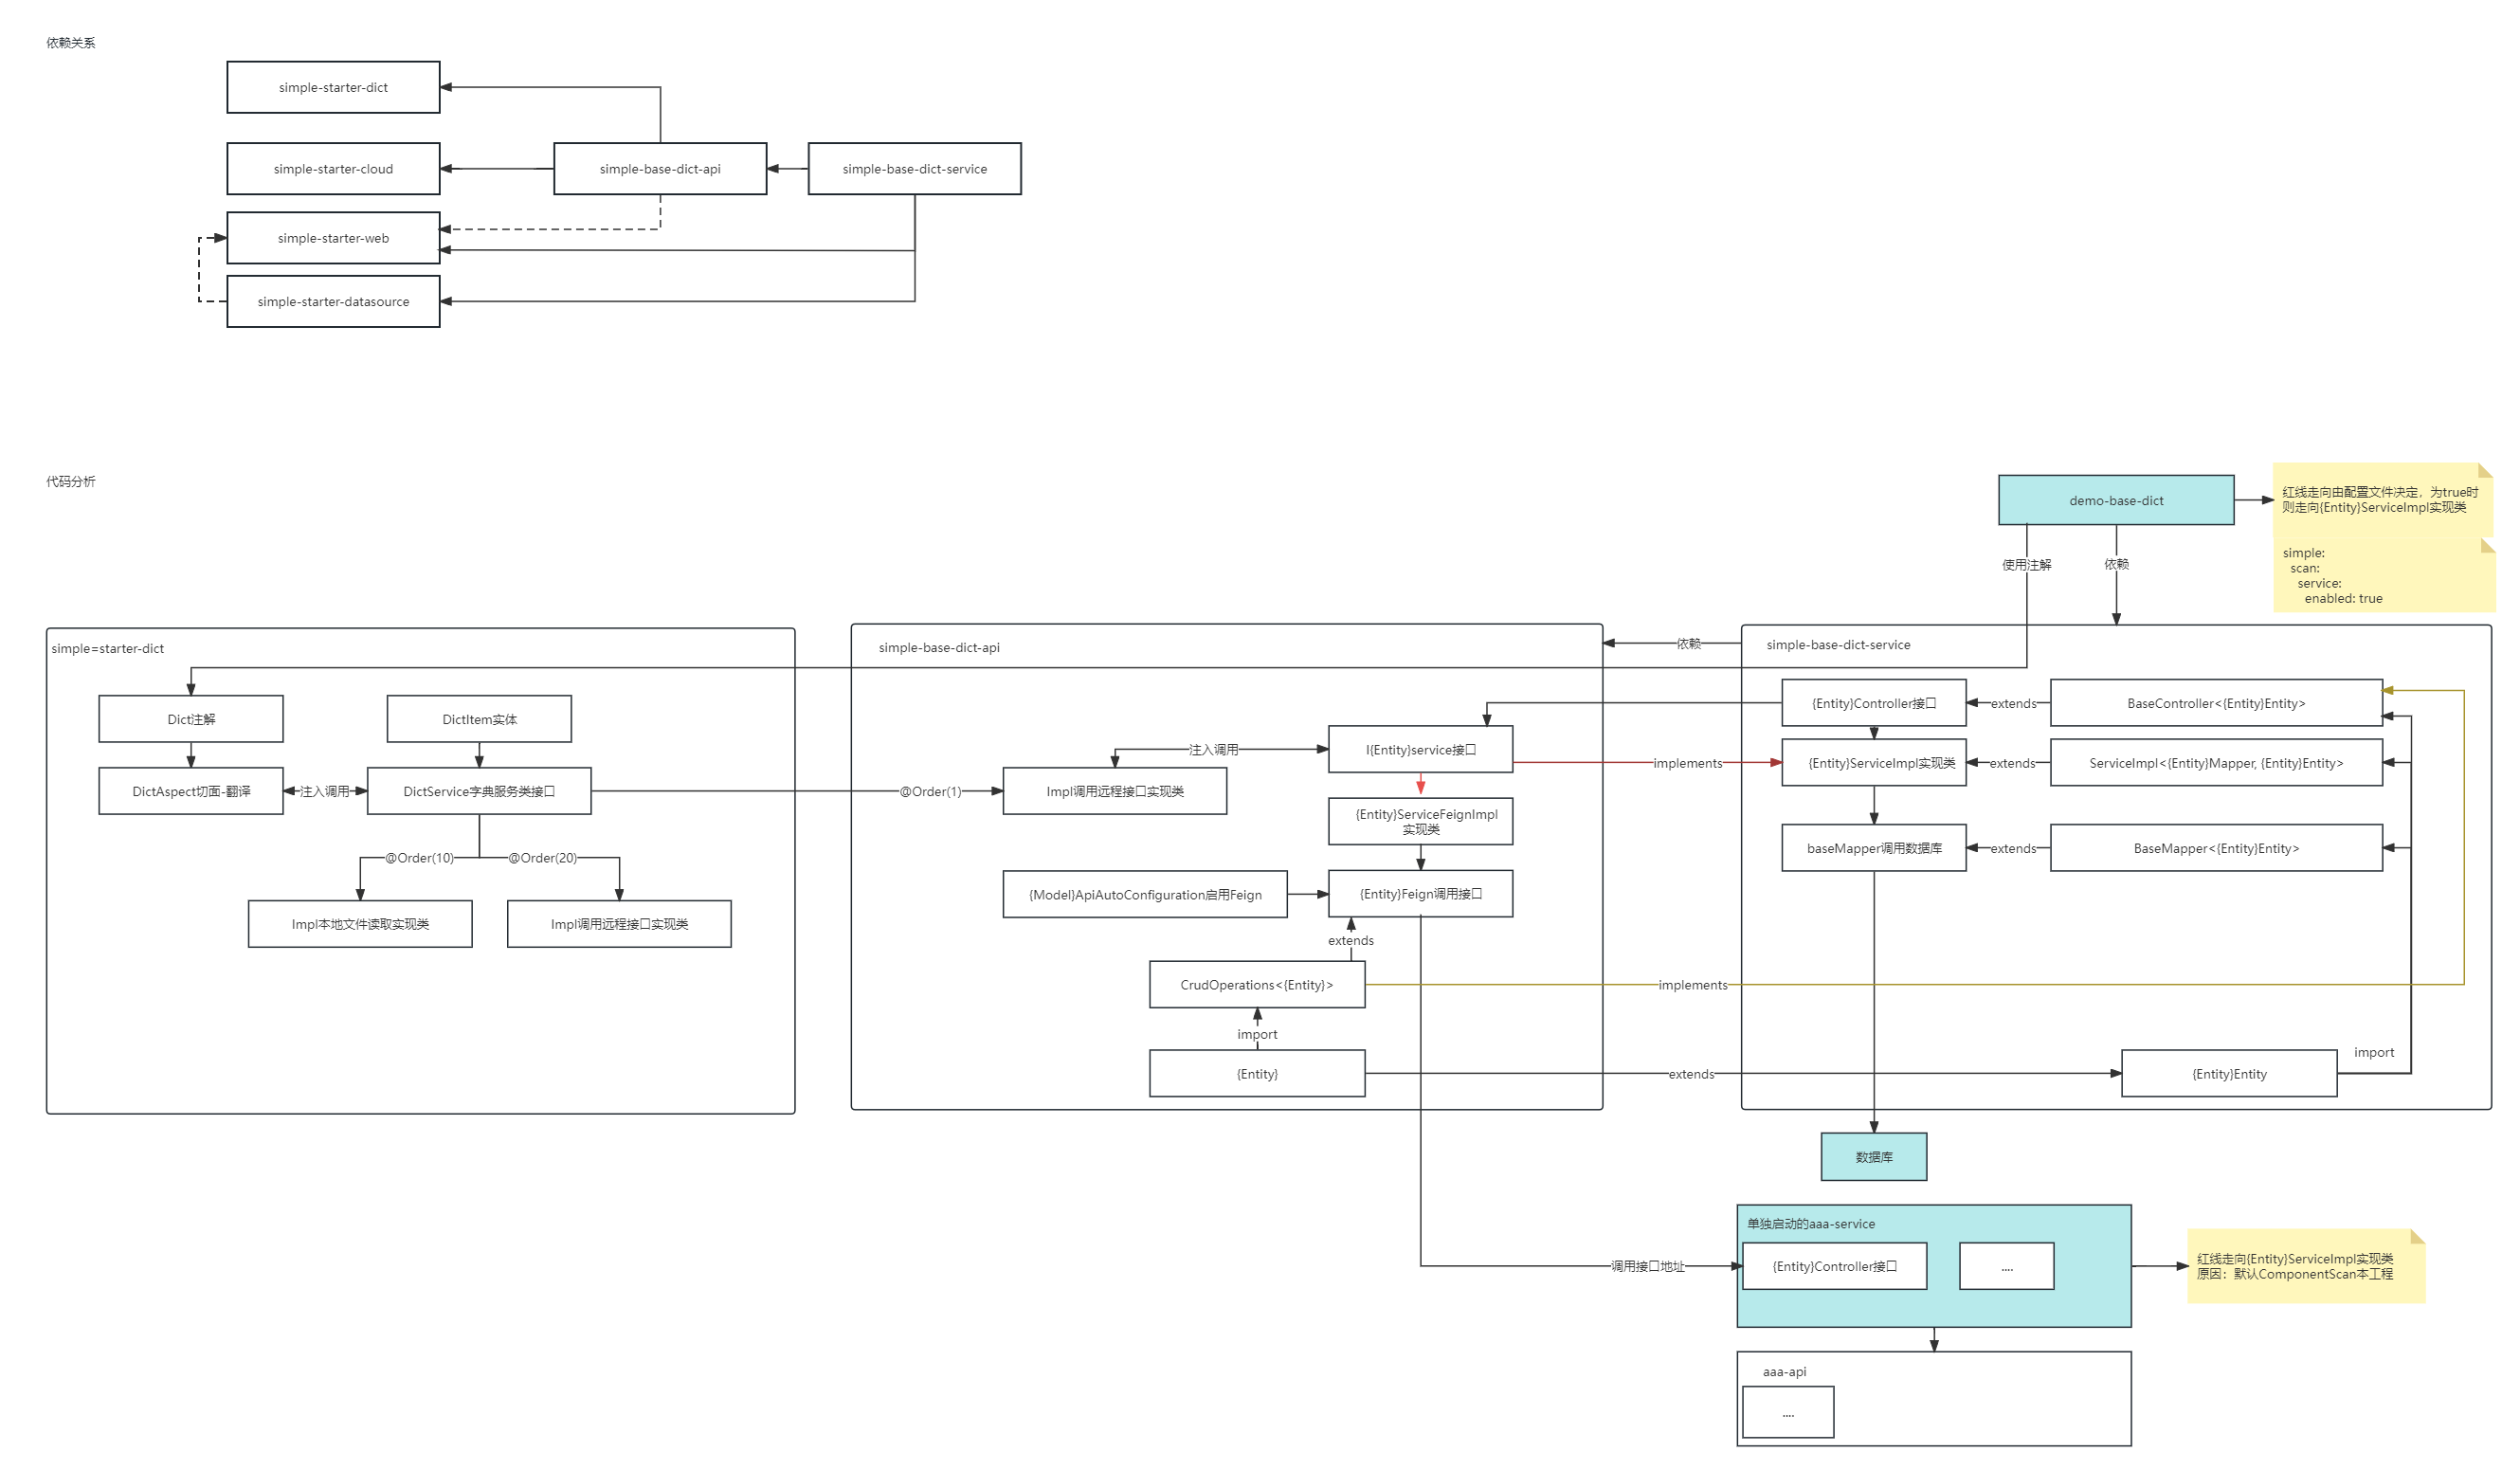 依赖关系
simple-starter-dict
simple-starter-cloud
simple-base-dict-api
simple-base-dict-service
simple-starter-web
simple-starter-datasource
代码分析
demo-base-dict
红线走向由配置文件决定，为true时
则走向{Entity}ServiceImpl实现类
使用注解
依赖
simple:
scan:
service:
enabled: true
simple=starter-dict
Dict注解
DictItem实体
DictAspect切面-翻译
注入调用
DictService字典服务类接口
@Order(10)
@Order(20)
Impl本地文件读取实现类
Impl调用远程接口实现类
@Order(1)
simple-base-dict-api
依赖
I{Entity}service接口
注入调用
Impl调用远程接口实现类
implements
{Entity}ServiceFeignImpl
实现类
{Model}ApiAutoConfiguration启用Feign
{Entity}Feign调用接口
extends
CrudOperations<{Entity}>
implements
import
{Entity}
extends
simple-base-dict-service
{Entity}Controller接口
extends
BaseController<{Entity}Entity>
{Entity}ServiceImpl实现类
extends
ServiceImpl<{Entity}Mapper, {Entity}Entity>
baseMapper调用数据库
extends
BaseMapper<{Entity}Entity>
import
{Entity}Entity
数据库
单独启动的aaa-service
调用接口地址
{Entity}Controller接口
....
红线走向{Entity}ServiceImpl实现类
原因：默认ComponentScan本工程
aaa-api
....